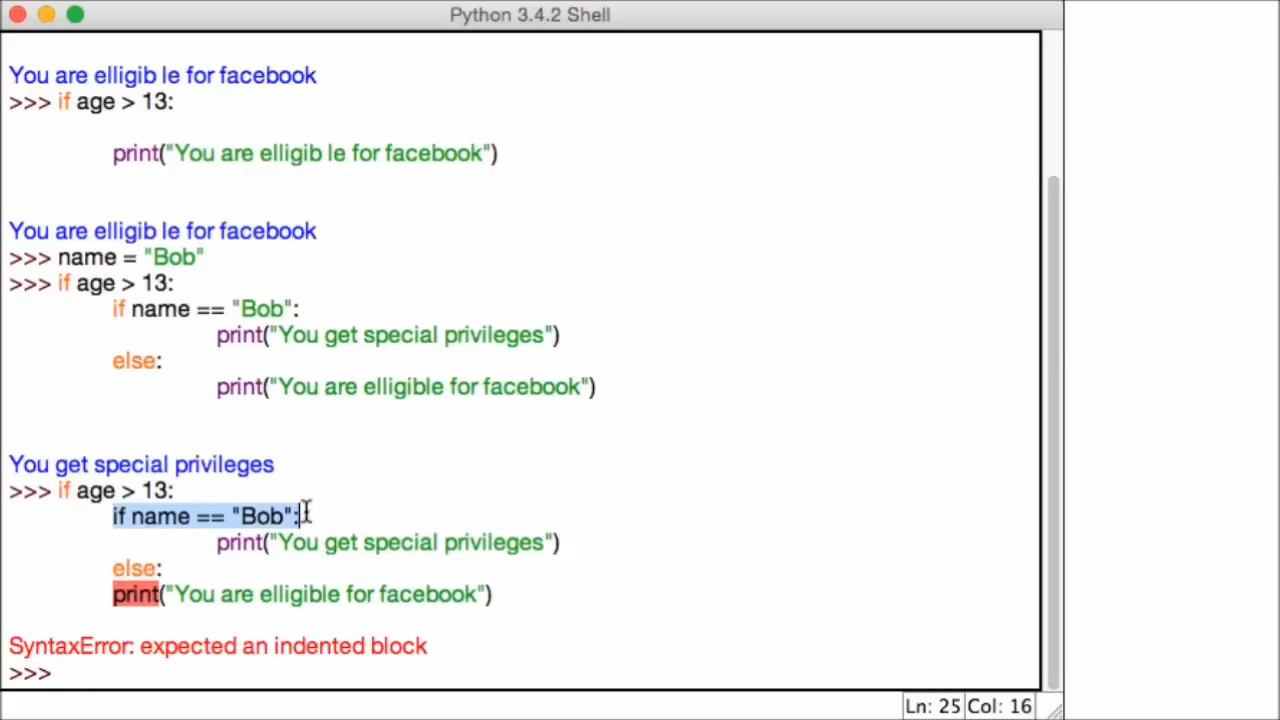 Python 3.4.2 Shell
You are elligib le for facebook
>>> if age > 13:
print("You are elligib le for facebook")
You are elligib le for facebook
>>> name = "Bob"
>>> if age > 13:
if name == "Bob":
print("You get special privileges")
else:
print("You are elligible for facebook")
You get special privileges
>>> if age > 13:
if name == "Bob":
print("You get special privileges")
else:
print("You are elligible for facebook")
SyntaxError: expected an indented block
>>>
Ln: 25 Col: 16